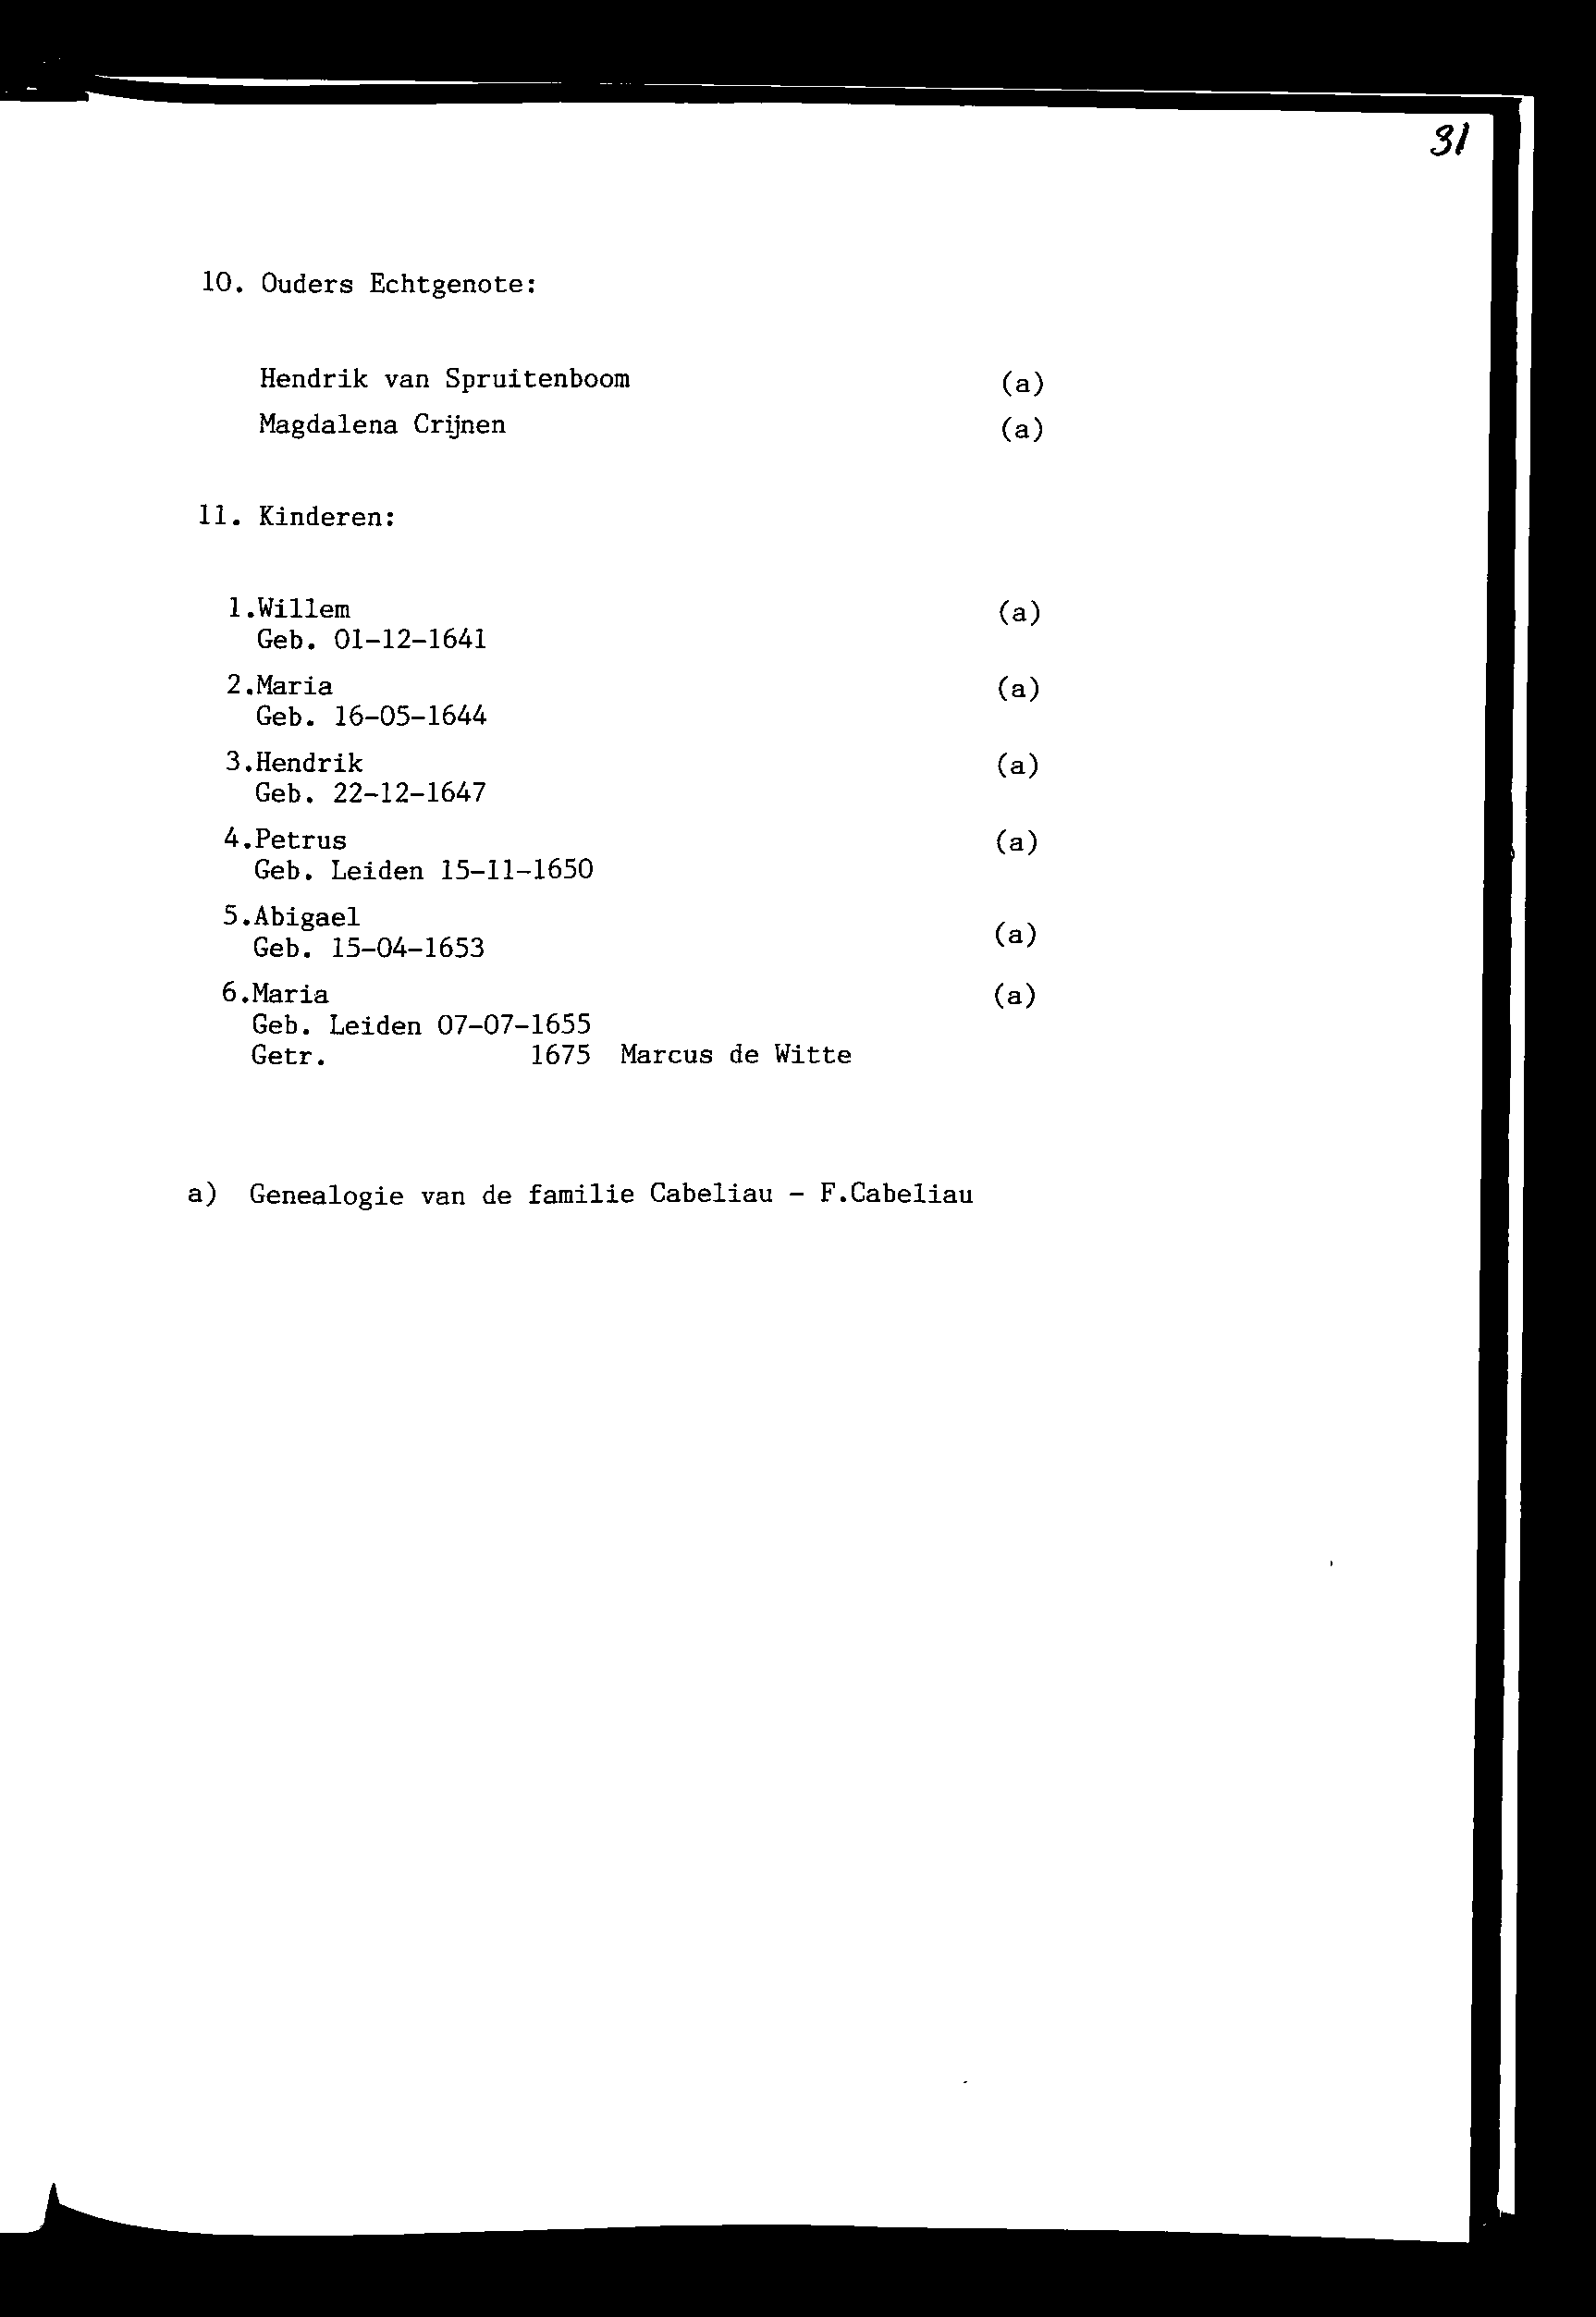 31
10. Ouders Echtgenote:
Hendrik van Spruitenboom (a)
Magdalena Crijnen (a)
11. Kinderen:
1.Willem (a)
Geb. 01-12-1641
2.Maria (a)
Geb. 16-05-1644
3.Hendrik (a)
Geb. 22-12-1647
4.Petrus (a)
Geb. Leiden 15-11-1650
5.Abigael (a)
Geb. 15-04-1653
6.Maria (a)
Geb. Leiden 07-07-1655
Getr. 1675 Marcus de Witte
a) Genealogie van de familie Cabeliau - F.Cabeliau